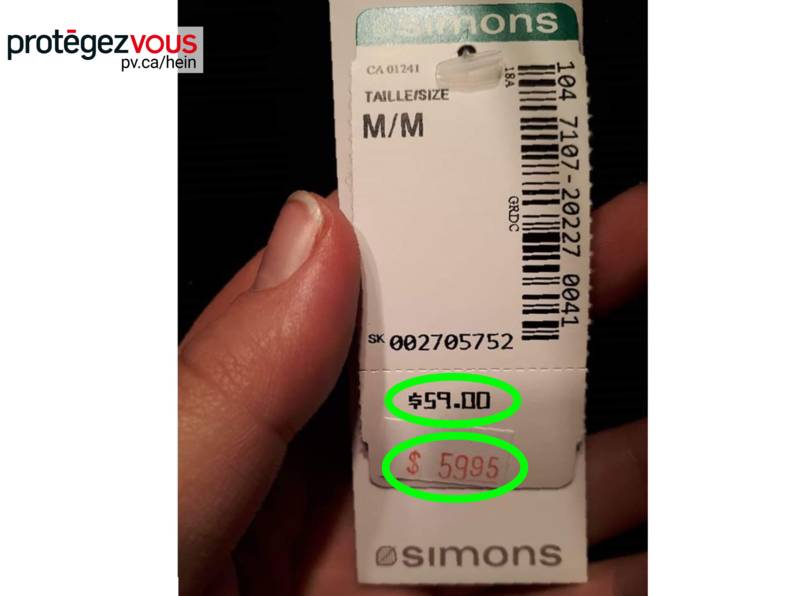 protégezvous
pv.ca/hein
simons
CA 01241
18A
TAILLE/SIZE
M/M
104 7107-20227 0041
GRDC
SK 002705752
$59.00
$ 5995
simons